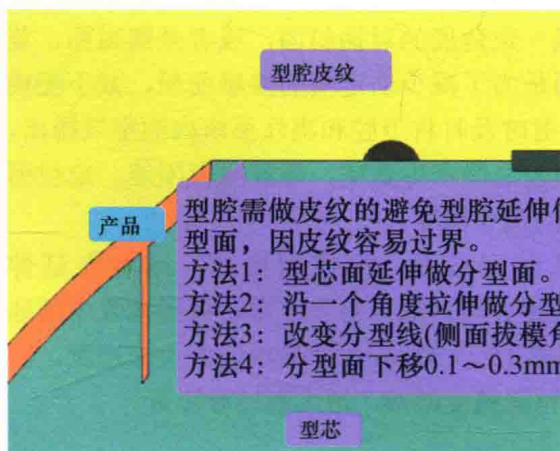 型腔皮纹
产品
型腔需做皮纹的避免型腔延伸
型面，因皮纹容易过界。
方法1：型芯面延伸做分型面。
方法2：沿一个角度拉伸做分型
方法3：改变分型线(侧面拔模角
方法4：分型面下移0.1～0.3mm
型芯